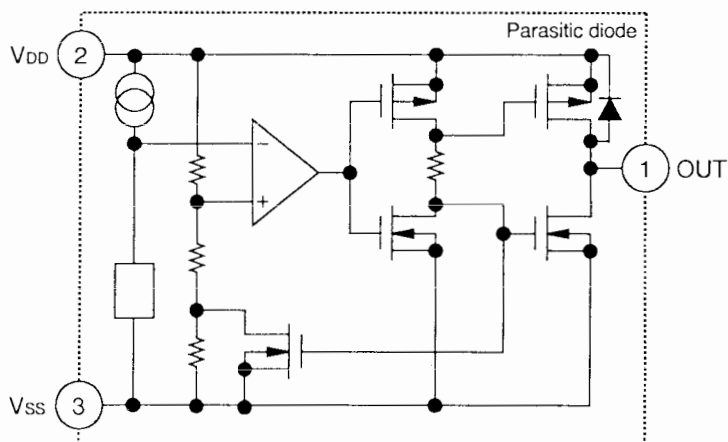 Parasitic diode
VDD 2
−
+
1 OUT
VSS 3